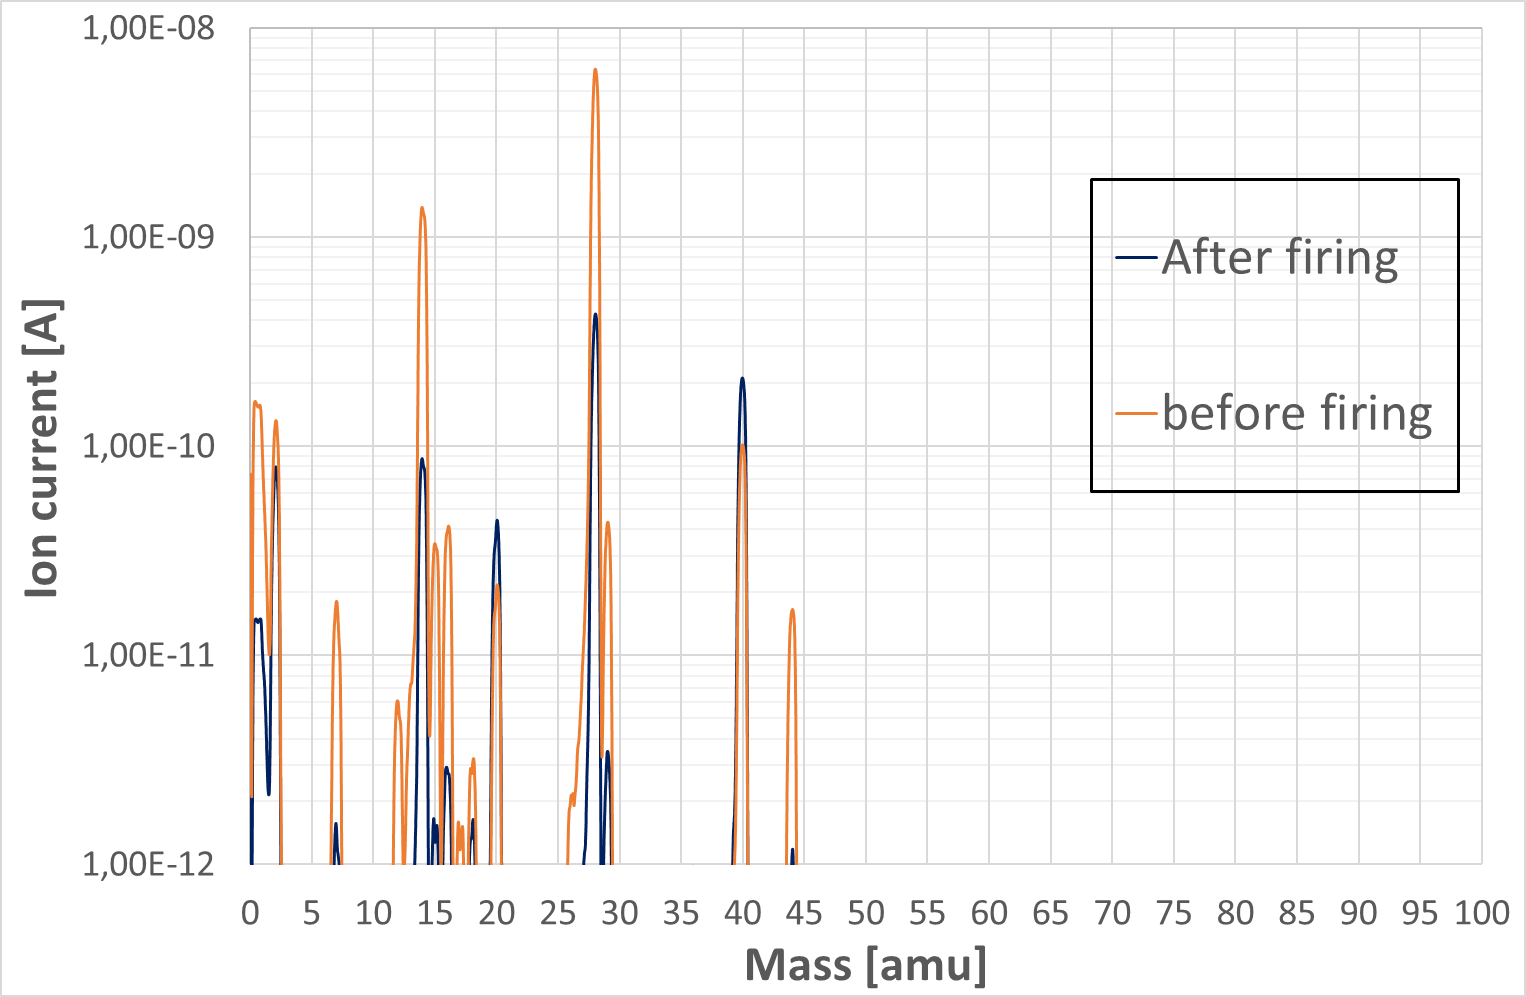 1,00E-08
1,00E-09
1,00E-10
1,00E-11
1,00E-12
Ion current [A]
After firing
before firing
0 5 10 15 20 25 30 35 40 45 50 55 60 65 70 75 80 85 90 95 100
Mass [amu]